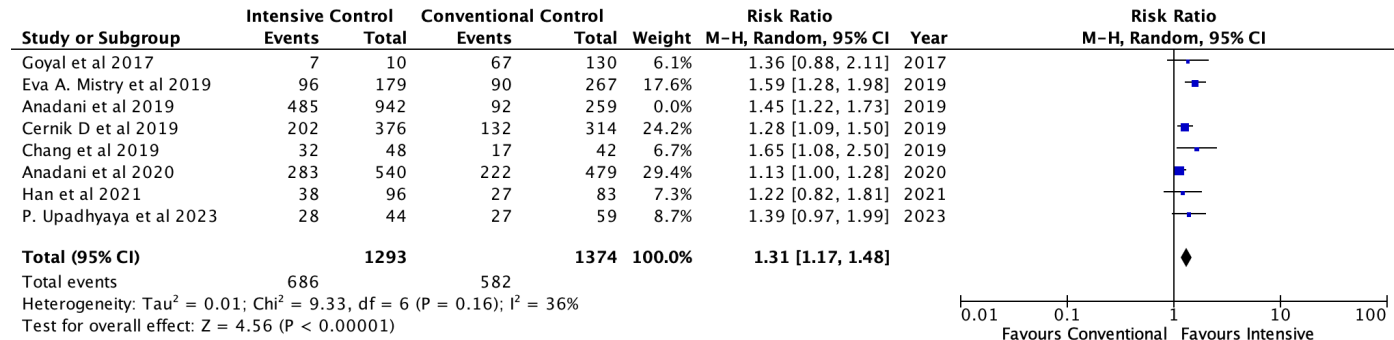 Intensive Control Conventional Control Risk Ratio Risk Ratio
Study or Subgroup Events Total Events Total Weight M-H, Random, 95% CI Year M-H, Random, 95% CI
Goyal et al 2017 7 10 67 130 6.1% 1.36 [0.88, 2.11] 2017
Eva A. Mistry et al 2019 96 179 90 267 17.6% 1.59 [1.28, 1.98] 2019
Anadani et al 2019 485 942 92 259 0.0% 1.45 [1.22, 1.73] 2019
Cernik D et al 2019 202 376 132 314 24.2% 1.28 [1.09, 1.50] 2019
Chang et al 2019 32 48 17 42 6.7% 1.65 [1.08, 2.50] 2019
Anadani et al 2020 283 540 222 479 29.4% 1.13 [1.00, 1.28] 2020
Han et al 2021 38 96 27 83 7.3% 1.22 [0.82, 1.81] 2021
P. Upadhyaya et al 2023 28 44 27 59 8.7% 1.39 [0.97, 1.99] 2023
Total (95% CI) 1293 1374 100.0% 1.31 [1.17, 1.48]
Total events 686 582
Heterogeneity: Tau² = 0.01; Chi² = 9.33, df = 6 (P = 0.16); I² = 36%
Test for overall effect: Z = 4.56 (P < 0.00001)
0.01 0.1 1 10 100
Favours Conventional Favours Intensive